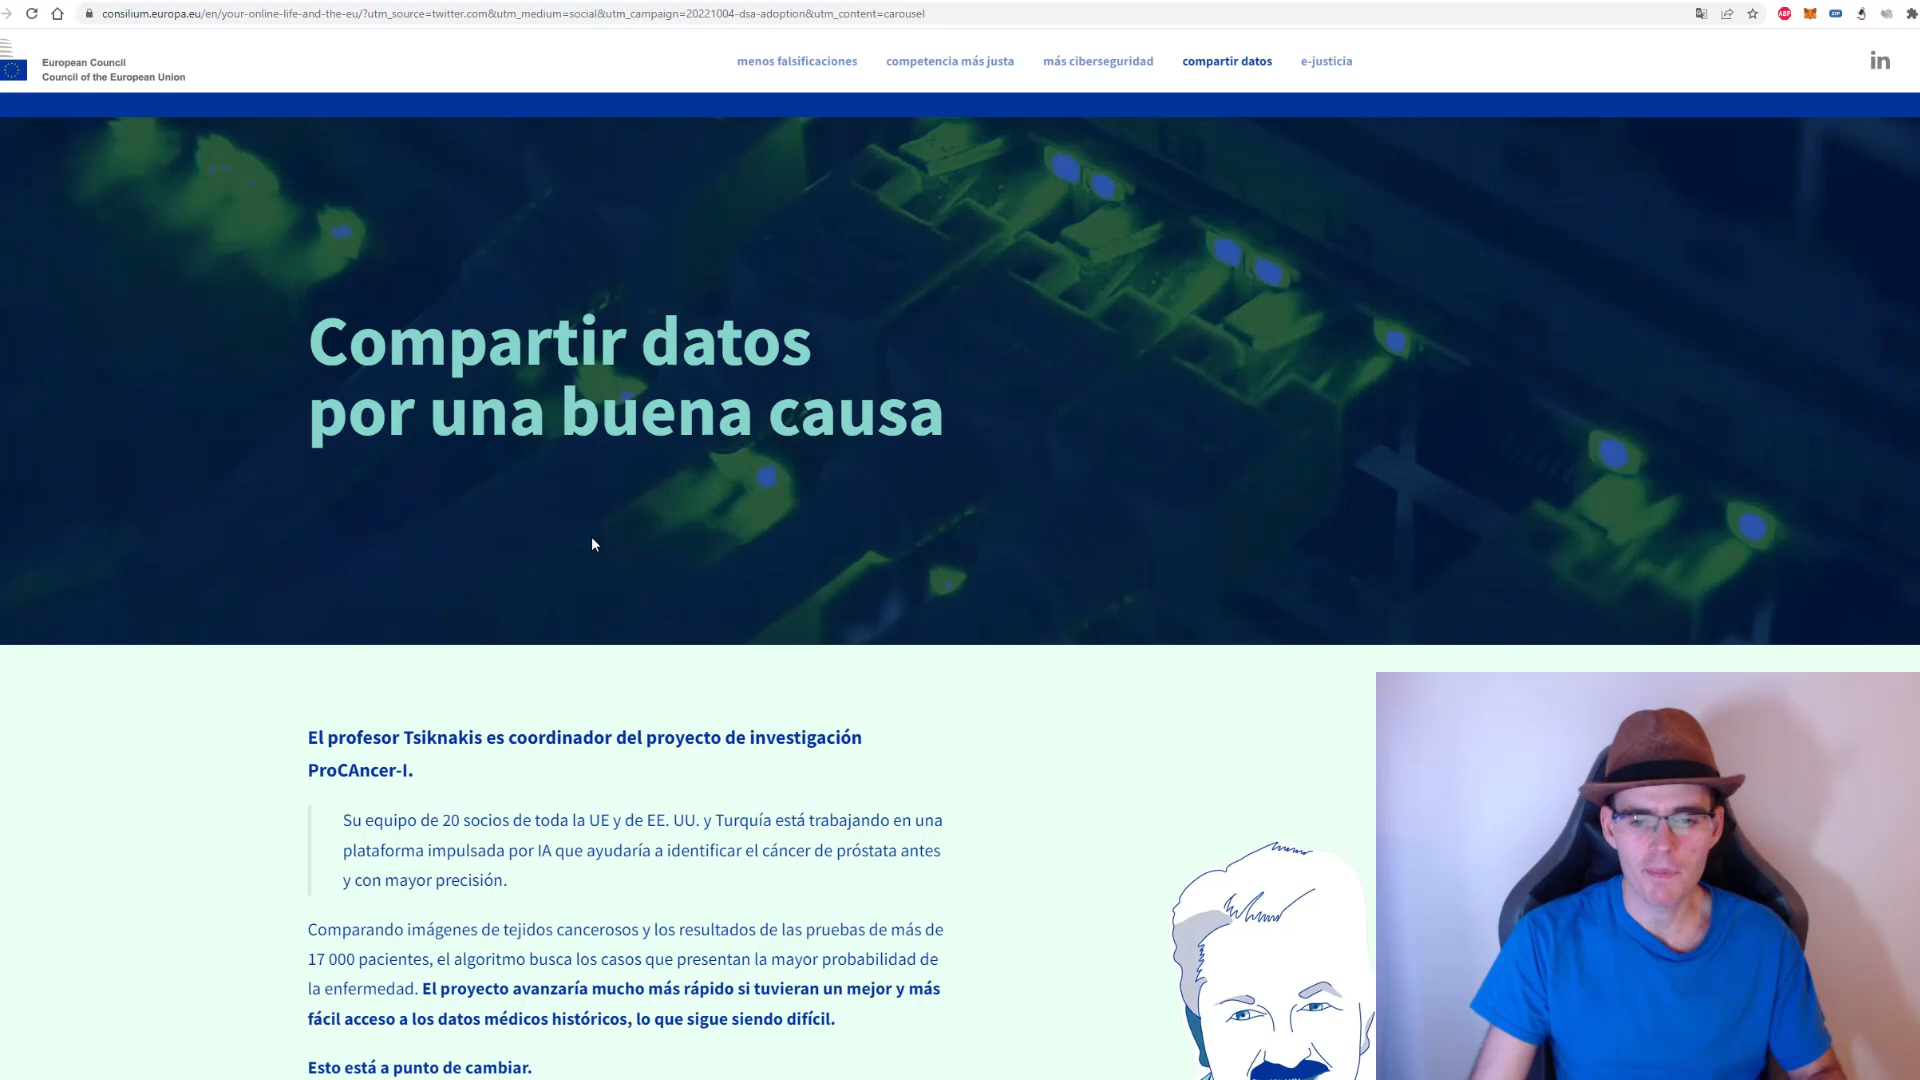 consilium.europa.eu/en/your-online-life-and-the-eu/?utm_source=twitter.com&utm_medium=social&utm_campaign=20221004-dsa-adoption&utm_content=carousel
ABP
European Council
Council of the European Union
menos falsificaciones competencia más justa más ciberseguridad compartir datos e-justicia
in
Compartir datos
por una buena causa
El profesor Tsiknakis es coordinador del proyecto de investigación
ProCAncer-I.
Su equipo de 20 socios de toda la UE y de EE. UU. y Turquía está trabajando en una
plataforma impulsada por IA que ayudaría a identificar el cáncer de próstata antes
y con mayor precisión.
Comparando imágenes de tejidos cancerosos y los resultados de las pruebas de más de
17 000 pacientes, el algoritmo busca los casos que presentan la mayor probabilidad de
la enfermedad. El proyecto avanzaría mucho más rápido si tuvieran un mejor y más
fácil acceso a los datos médicos históricos, lo que sigue siendo difícil.
Esto está a punto de cambiar.